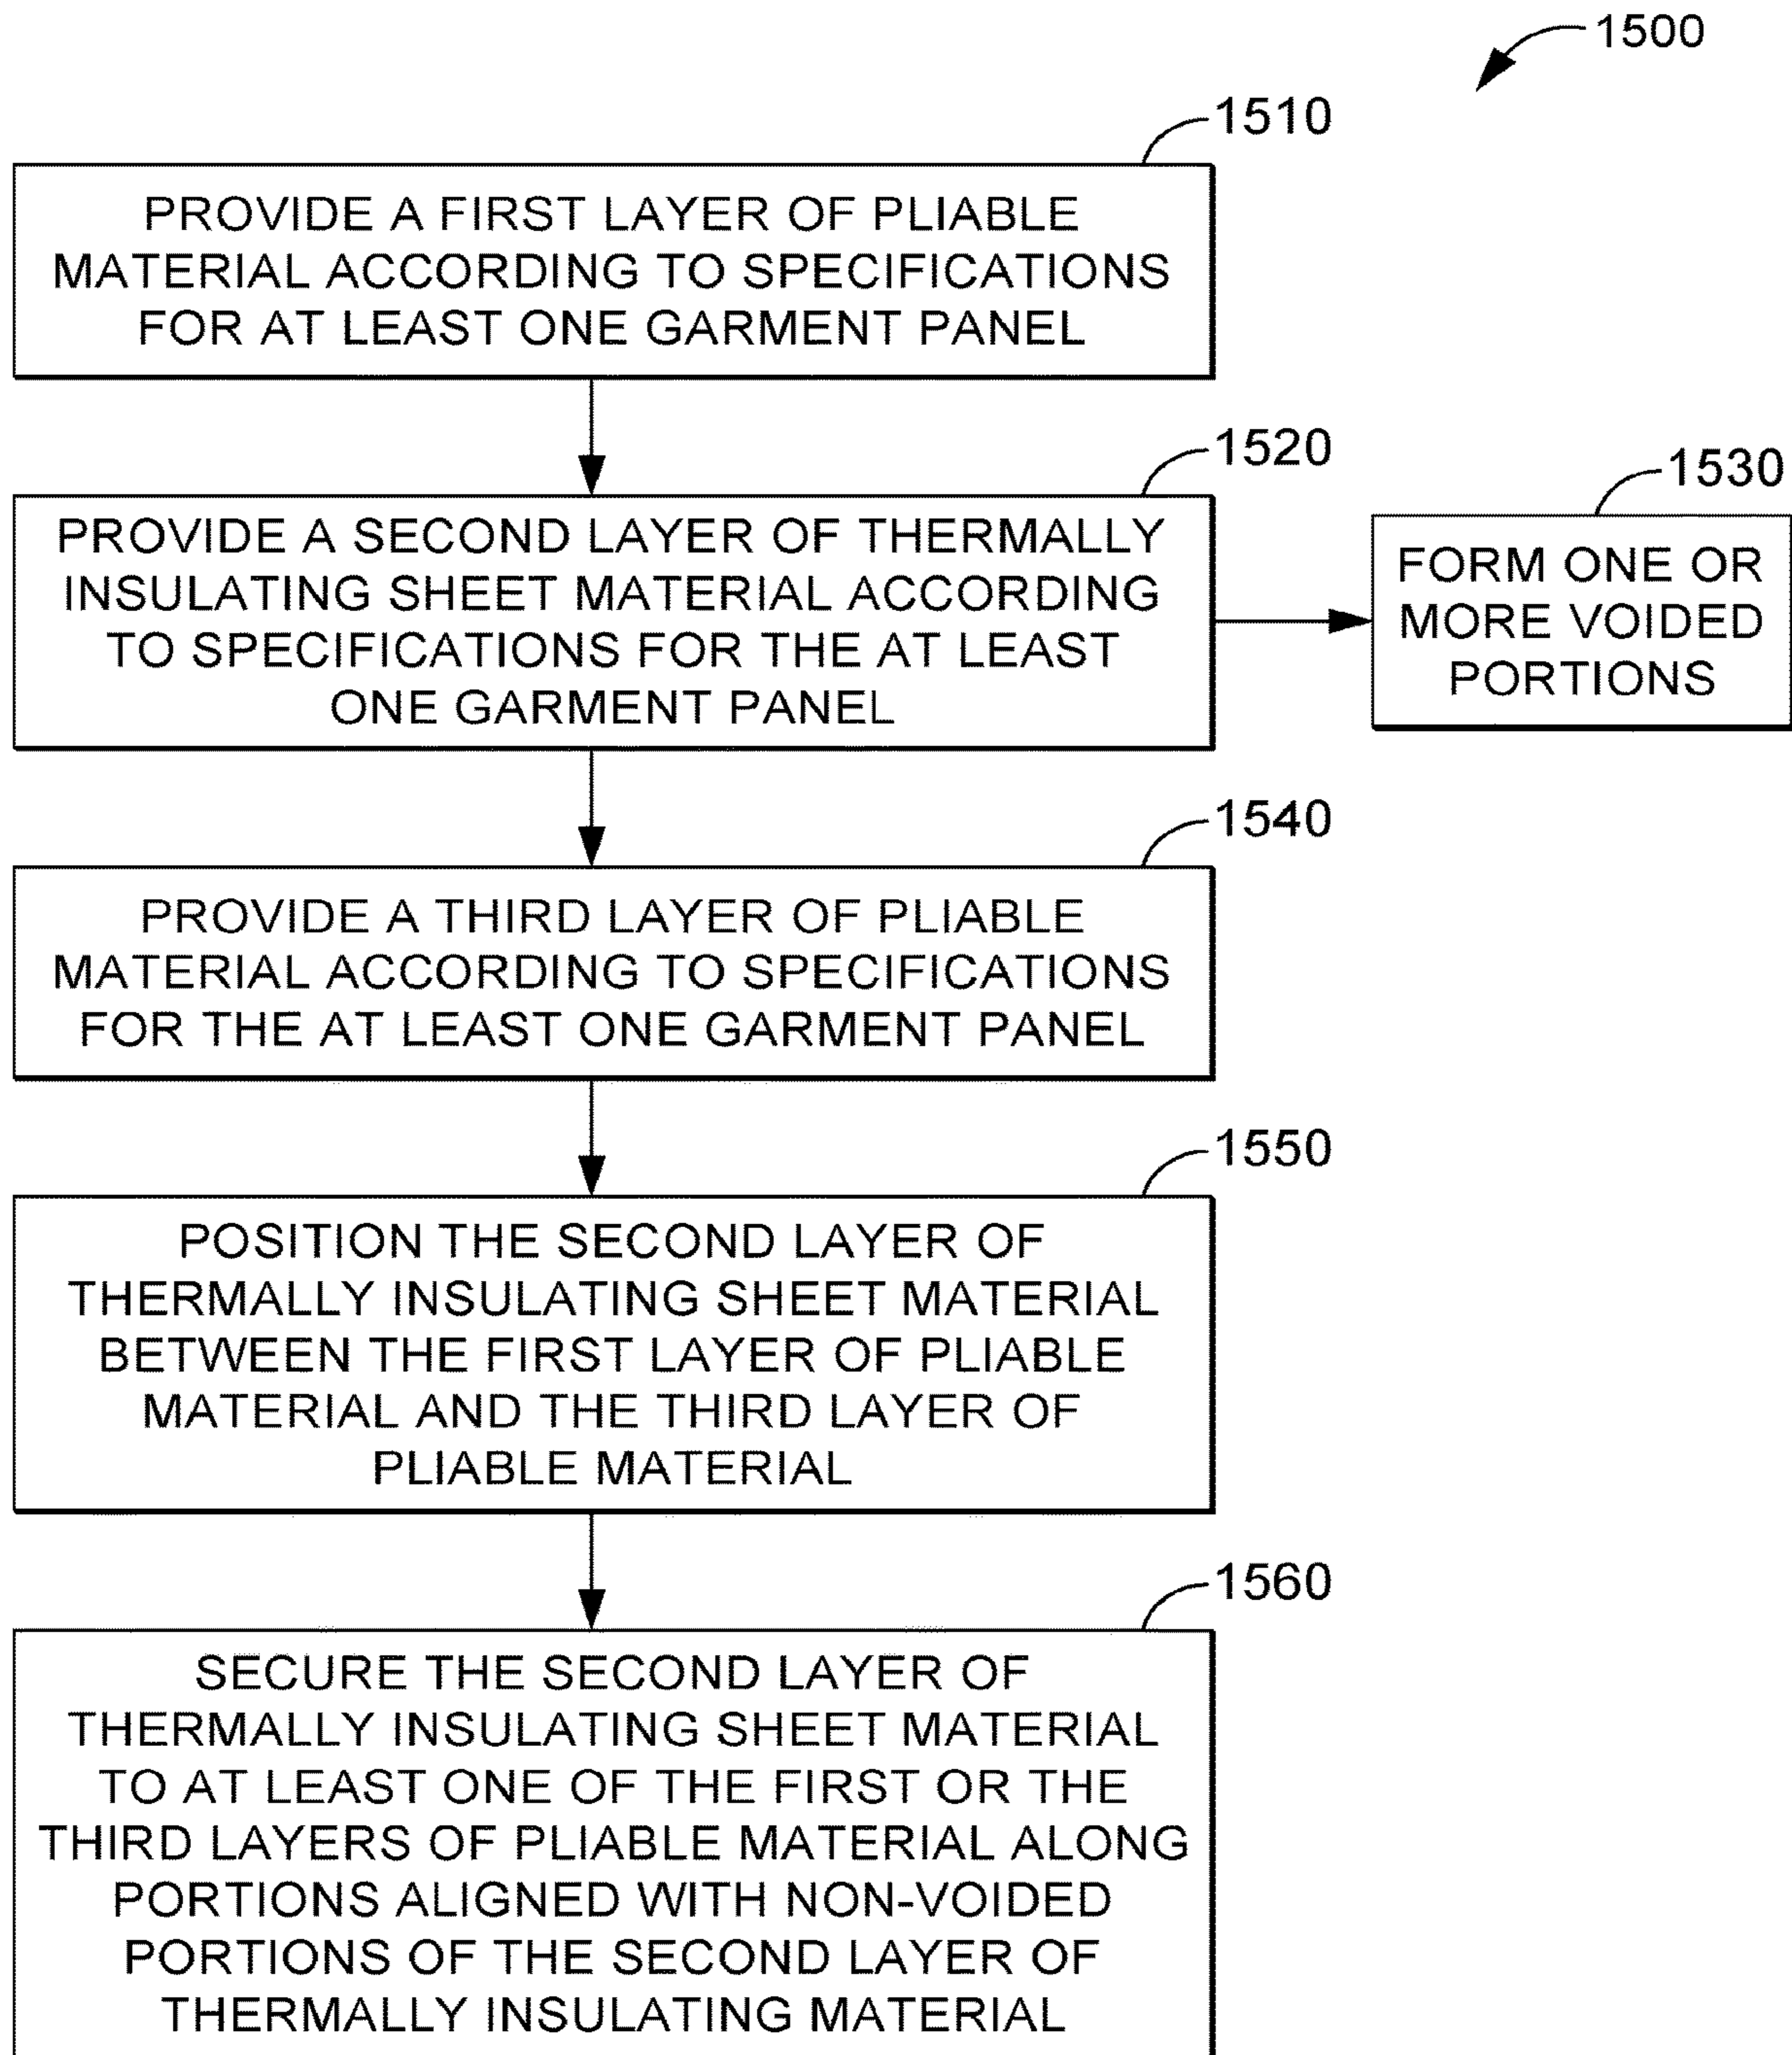 1500
1510
PROVIDE A FIRST LAYER OF PLIABLE
MATERIAL ACCORDING TO SPECIFICATIONS
FOR AT LEAST ONE GARMENT PANEL
1520
PROVIDE A SECOND LAYER OF THERMALLY
INSULATING SHEET MATERIAL ACCORDING
TO SPECIFICATIONS FOR THE AT LEAST
ONE GARMENT PANEL
1530
FORM ONE OR
MORE VOIDED
PORTIONS
1540
PROVIDE A THIRD LAYER OF PLIABLE
MATERIAL ACCORDING TO SPECIFICATIONS
FOR THE AT LEAST ONE GARMENT PANEL
1550
POSITION THE SECOND LAYER OF
THERMALLY INSULATING SHEET MATERIAL
BETWEEN THE FIRST LAYER OF PLIABLE
MATERIAL AND THE THIRD LAYER OF
PLIABLE MATERIAL
1560
SECURE THE SECOND LAYER OF
THERMALLY INSULATING SHEET MATERIAL
TO AT LEAST ONE OF THE FIRST OR THE
THIRD LAYERS OF PLIABLE MATERIAL ALONG
PORTIONS ALIGNED WITH NON-VOIDED
PORTIONS OF THE SECOND LAYER OF
THERMALLY INSULATING MATERIAL